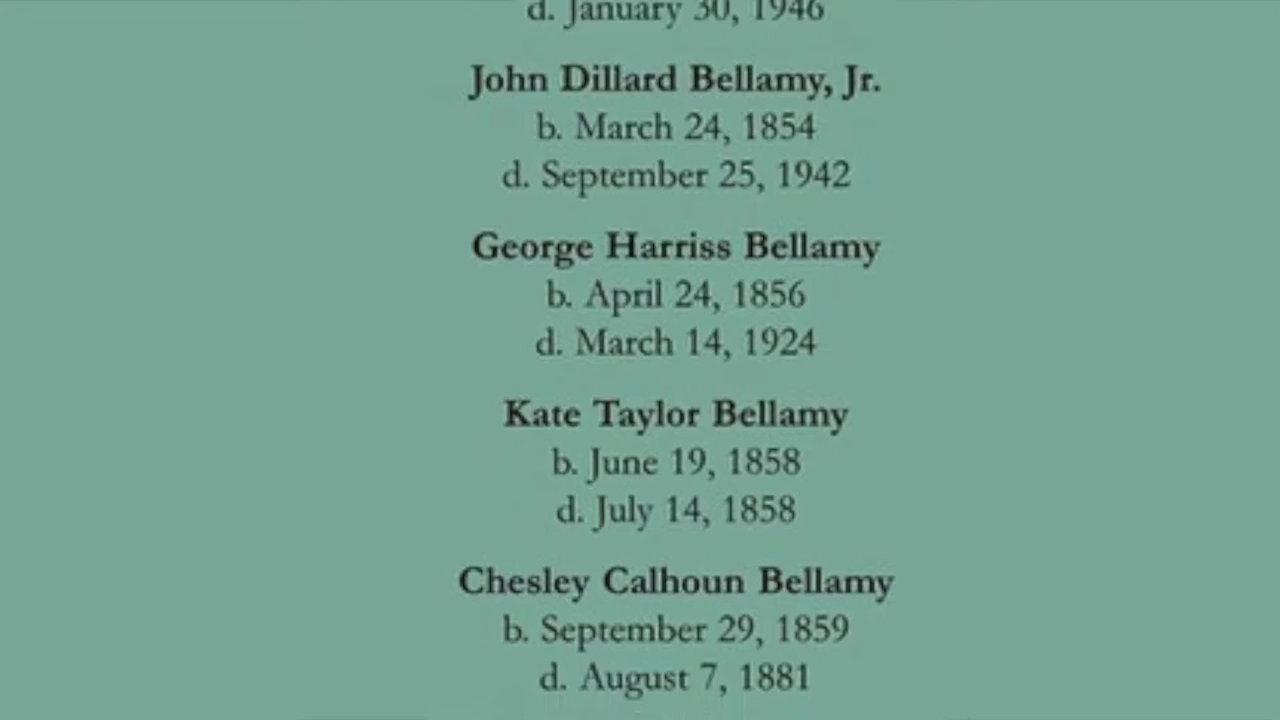 d. January 30, 1946
John Dillard Bellamy, Jr.
b. March 24, 1854
d. September 25, 1942
George Harriss Bellamy
b. April 24, 1856
d. March 14, 1924
Kate Taylor Bellamy
b. June 19, 1858
d. July 14, 1858
Chesley Calhoun Bellamy
b. September 29, 1859
d. August 7, 1881